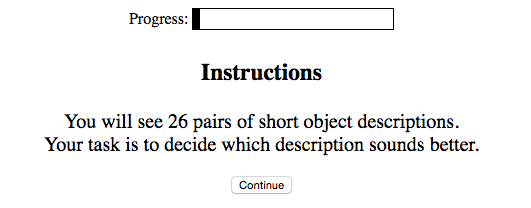 Progress:
Instructions
You will see 26 pairs of short object descriptions.
Your task is to decide which description sounds better.
Continue